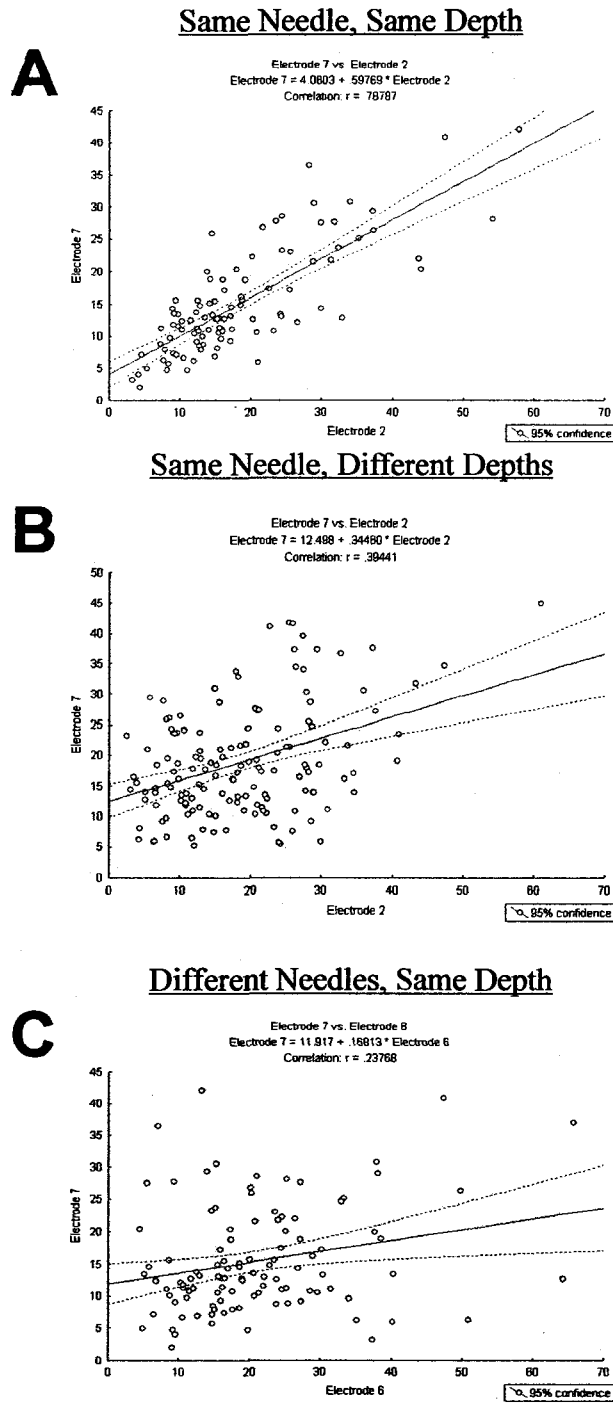 Same Needle, Same Depth
A
Electrode 7 vs Electrode 2
Electrode 7 = 4.0803 + .59769 * Electrode 2
Correlation: r = .78787
45
40
35
30
25
20
15
10
5
0
Electrode 7
0 10 20 30 40 50 60 70
Electrode 2
95% confidence
Same Needle, Different Depths
B
Electrode 7 vs. Electrode 2
Electrode 7 = 12.498 + .34460 * Electrode 2
Correlation: r = .39441
50
45
40
35
30
25
20
15
10
5
0
Electrode 7
0 10 20 30 40 50 60 70
Electrode 2
95% confidence
Different Needles, Same Depth
C
Electrode 7 vs. Electrode 6
Electrode 7 = 11.917 + .16813 * Electrode 6
Correlation: r = .23768
45
40
35
30
25
20
15
10
5
0
Electrode 7
0 10 20 30 40 50 60 70
Electrode 6
95% confidence